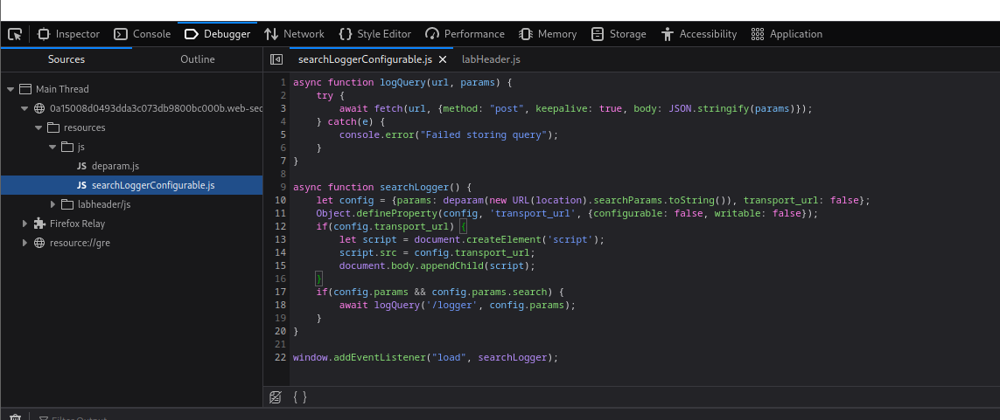 Inspector Console Debugger Network Style Editor Performance Memory Storage Accessibility Application
Sources Outline
searchLoggerConfigurable.js labHeader.js
Main Thread
0a15008d0493dda3c073db9800bc000b.web-sec
resources
js
JS deparam.js
JS searchLoggerConfigurable.js
labheader/js
Firefox Relay
resource://gre
1 async function logQuery(url, params) {
2 try {
3 await fetch(url, {method: "post", keepalive: true, body: JSON.stringify(params)});
4 } catch(e) {
5 console.error("Failed storing query");
6 }
7 }
8
9 async function searchLogger() {
10 let config = {params: deparam(new URL(location).searchParams.toString()), transport_url: false};
11 Object.defineProperty(config, 'transport_url', {configurable: false, writable: false});
12 if(config.transport_url) {
13 let script = document.createElement('script');
14 script.src = config.transport_url;
15 document.body.appendChild(script);
16 }
17 if(config.params && config.params.search) {
18 await logQuery('/logger', config.params);
19 }
20 }
21
22 window.addEventListener("load", searchLogger);
{ }
Filter Output